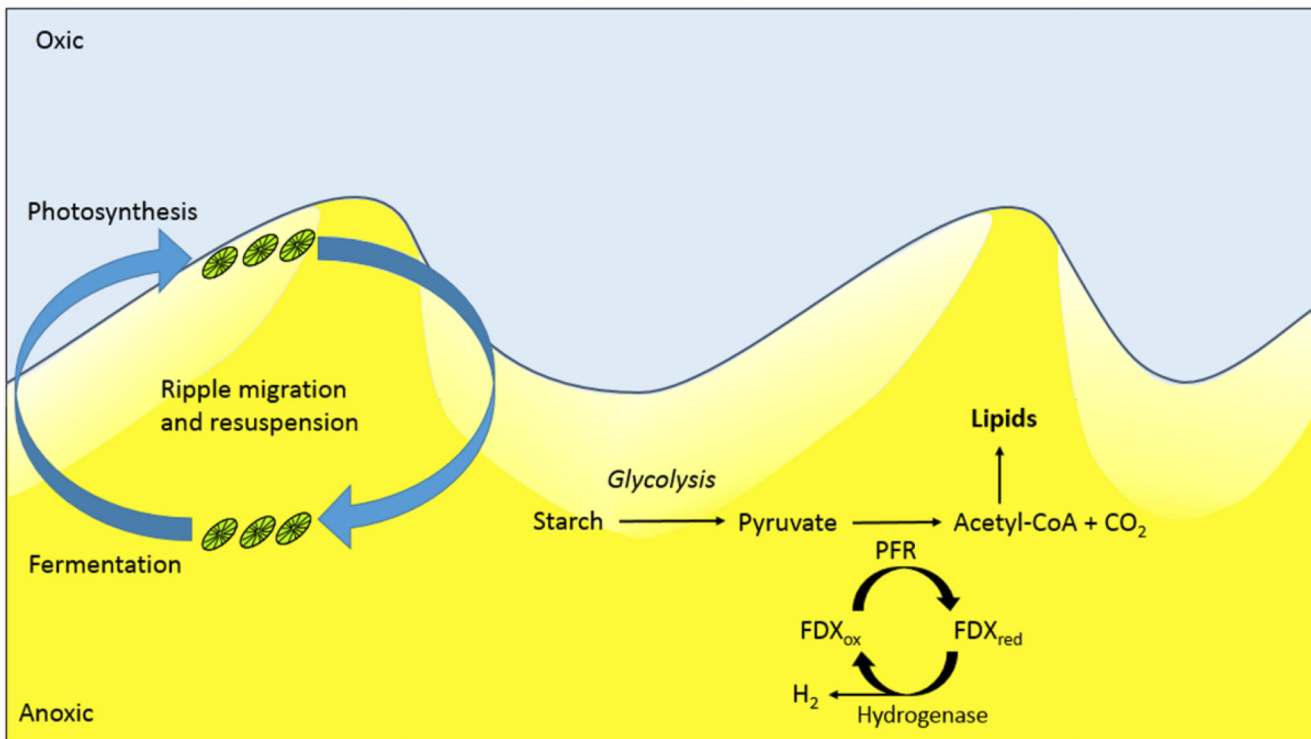 Oxic
Photosynthesis
Ripple migration
and resuspension
Fermentation
Anoxic
Lipids
Glycolysis
Starch
Pyruvate
Acetyl-CoA + CO₂
PFR
FDXox
FDXred
H₂
Hydrogenase